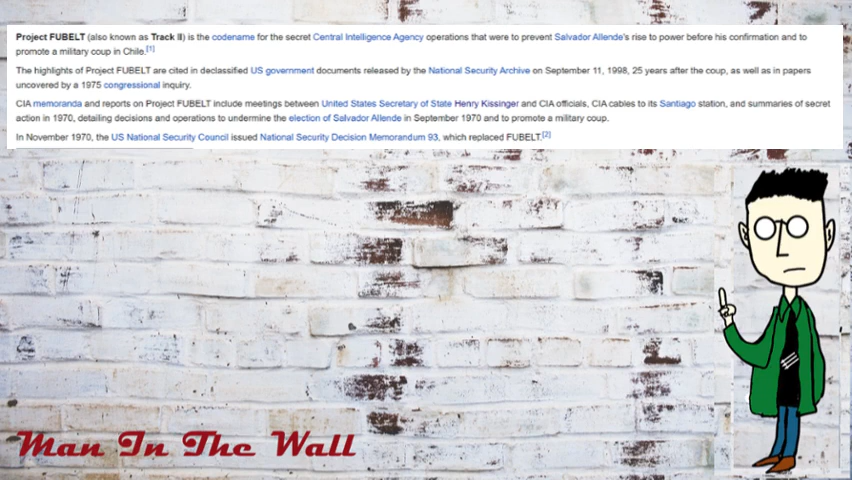 Project FUBELT (also known as Track II) is the codename for the secret Central Intelligence Agency operations that were to prevent Salvador Allende's rise to power before his confirmation and to
promote a military coup in Chile.[1]
The highlights of Project FUBELT are cited in declassified US government documents released by the National Security Archive on September 11, 1998, 25 years after the coup, as well as in papers
uncovered by a 1975 congressional inquiry.
CIA memoranda and reports on Project FUBELT include meetings between United States Secretary of State Henry Kissinger and CIA officials, CIA cables to its Santiago station, and summaries of secret
action in 1970, detailing decisions and operations to undermine the election of Salvador Allende in September 1970 and to promote a military coup.
In November 1970, the US National Security Council issued National Security Decision Memorandum 93, which replaced FUBELT.[2]
Man In The Wall